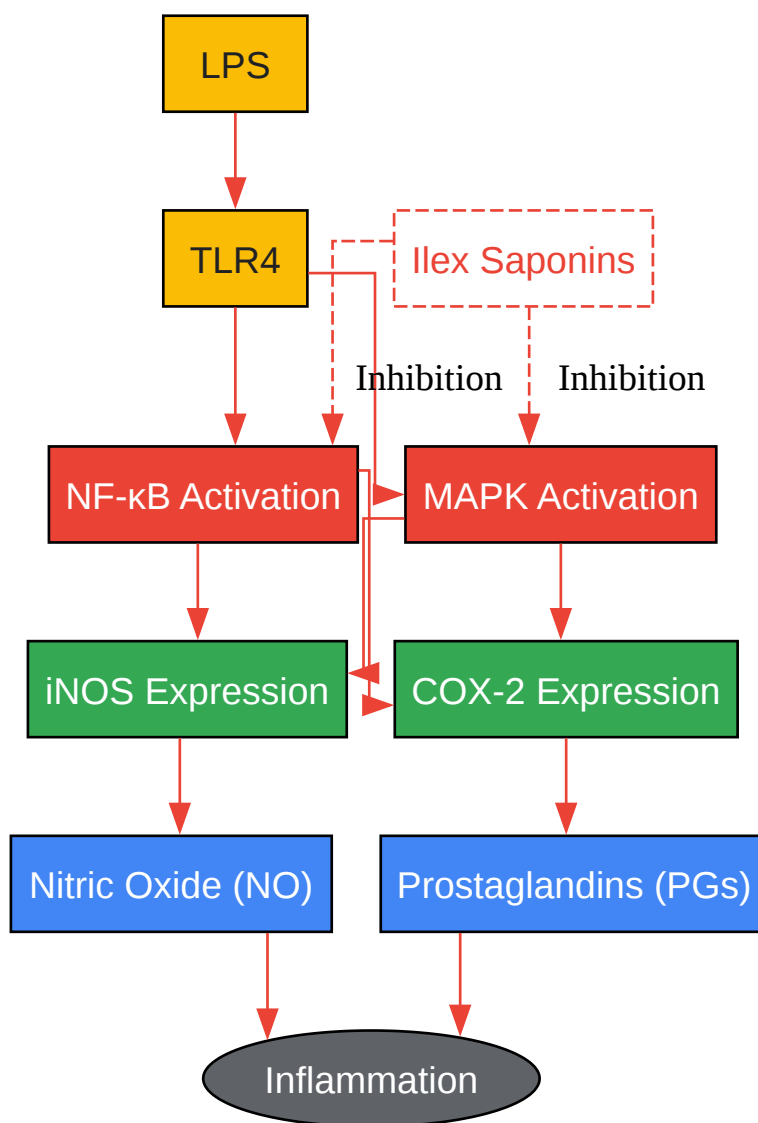 LPS
TLR4
Ilex Saponins
Inhibition
Inhibition
NF-κB Activation
MAPK Activation
iNOS Expression
COX-2 Expression
Nitric Oxide (NO)
Prostaglandins (PGs)
Inflammation